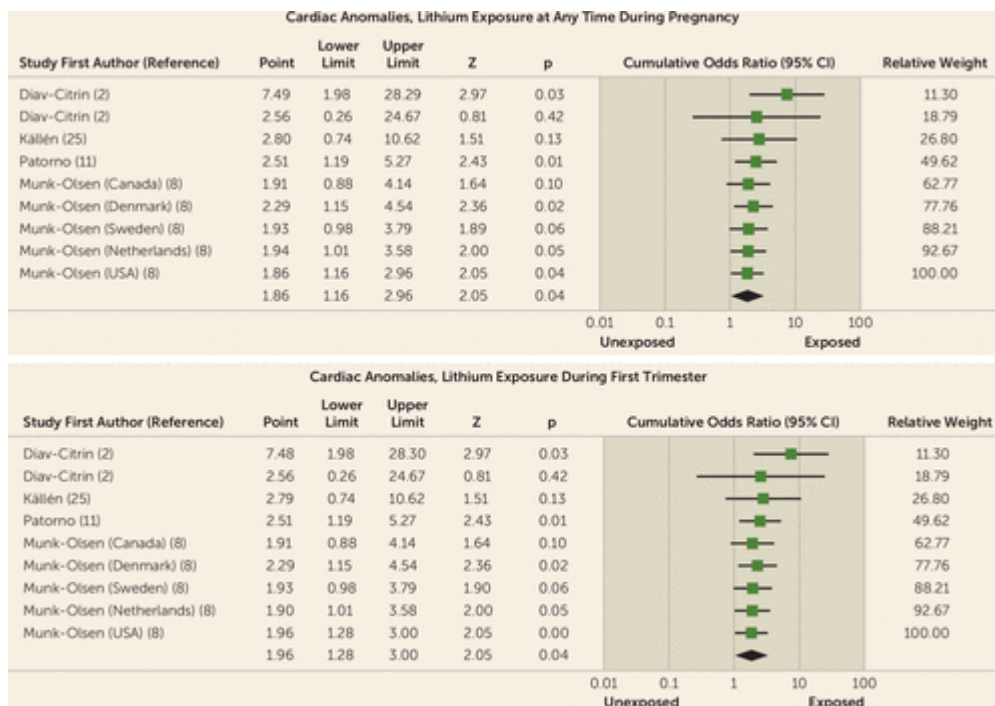 Cardiac Anomalies, Lithium Exposure at Any Time During Pregnancy
Lower Upper
Study First Author (Reference) Point Limit Limit Z p Cumulative Odds Ratio (95% CI) Relative Weight
Diav-Citrin (2) 7.49 1.98 28.29 2.97 0.03 11.30
Diav-Citrin (2) 2.56 0.26 24.67 0.81 0.42 18.79
Källén (25) 2.80 0.74 10.62 1.51 0.13 26.80
Patorno (11) 2.51 1.19 5.27 2.43 0.01 49.62
Munk-Olsen (Canada) (8) 1.91 0.88 4.14 1.64 0.10 62.77
Munk-Olsen (Denmark) (8) 2.29 1.15 4.54 2.36 0.02 77.76
Munk-Olsen (Sweden) (8) 1.93 0.98 3.79 1.89 0.06 88.21
Munk-Olsen (Netherlands) (8) 1.94 1.01 3.58 2.00 0.05 92.67
Munk-Olsen (USA) (8) 1.86 1.16 2.96 2.05 0.04 100.00
1.86 1.16 2.96 2.05 0.04
0.01 0.1 1 10 100
Unexposed Exposed
Cardiac Anomalies, Lithium Exposure During First Trimester
Lower Upper
Study First Author (Reference) Point Limit Limit Z p Cumulative Odds Ratio (95% CI) Relative Weight
Diav-Citrin (2) 7.48 1.98 28.30 2.97 0.03 11.30
Diav-Citrin (2) 2.56 0.26 24.67 0.81 0.42 18.79
Källén (25) 2.79 0.74 10.62 1.51 0.13 26.80
Patorno (11) 2.51 1.19 5.27 2.43 0.01 49.62
Munk-Olsen (Canada) (8) 1.91 0.88 4.14 1.64 0.10 62.77
Munk-Olsen (Denmark) (8) 2.29 1.15 4.54 2.36 0.02 77.76
Munk-Olsen (Sweden) (8) 1.93 0.98 3.79 1.90 0.06 88.21
Munk-Olsen (Netherlands) (8) 1.90 1.01 3.58 2.00 0.05 92.67
Munk-Olsen (USA) (8) 1.96 1.28 3.00 2.05 0.00 100.00
1.96 1.28 3.00 2.05 0.04
0.01 0.1 1 10 100
Unexposed Exposed